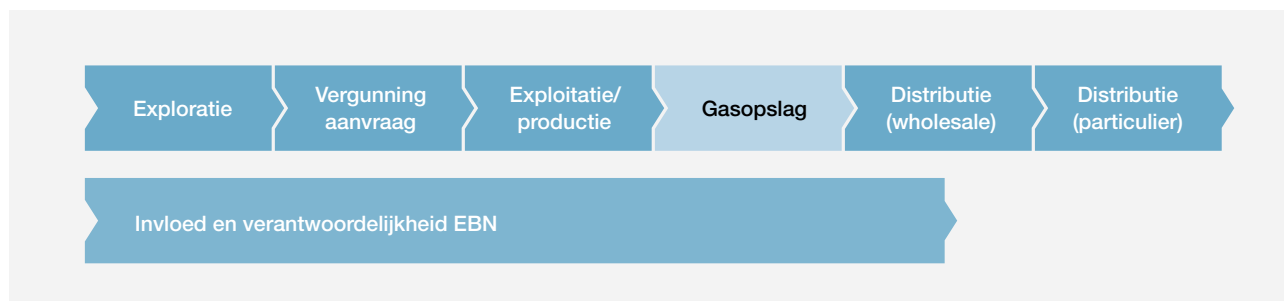 Exploratie
Vergunning
aanvraag
Exploitatie/
productie
Gasopslag
Distributie
(wholesale)
Distributie
(particulier)
Invloed en verantwoordelijkheid EBN